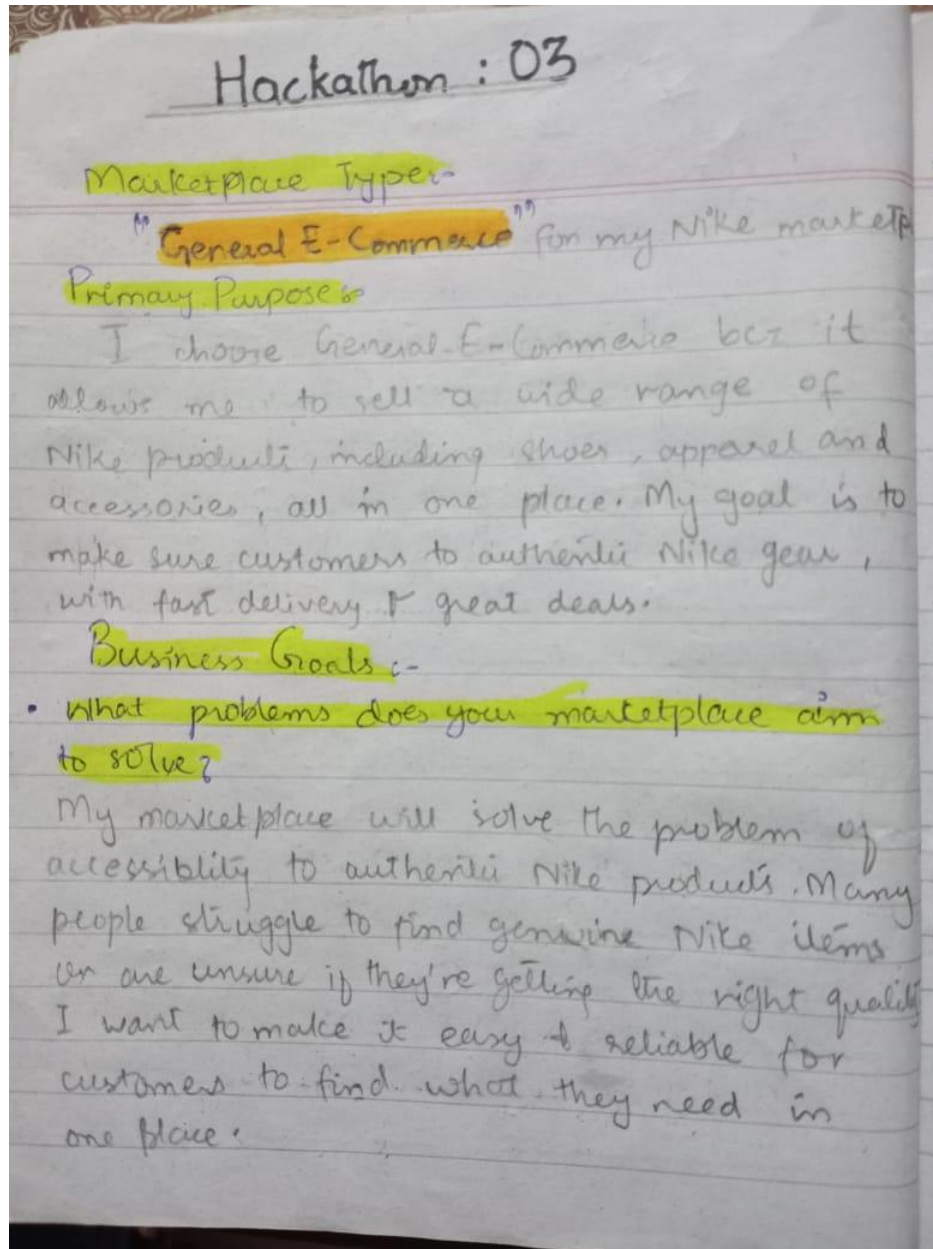 Hackathon : 03
Marketplace Type:-
"General E-Commerce" for my Nike marketp
Primary Purpose:-
I choose General-E-Commerce bcz it
allows me to sell a wide range of
Nike products, including shoes, apparel and
accessories, all in one place. My goal is to
make sure customers to authentic Nike gear,
with fast delivery & great deals.
Business Goals :-
• What problems does your marketplace aim
to solve?
My marketplace will solve the problem of
accessiblity to authentic Nike products. Many
people struggle to find genuine Nike items
or are unsure if they're getting the right quality
I want to make it easy & reliable for
customers to find what they need in
one place.